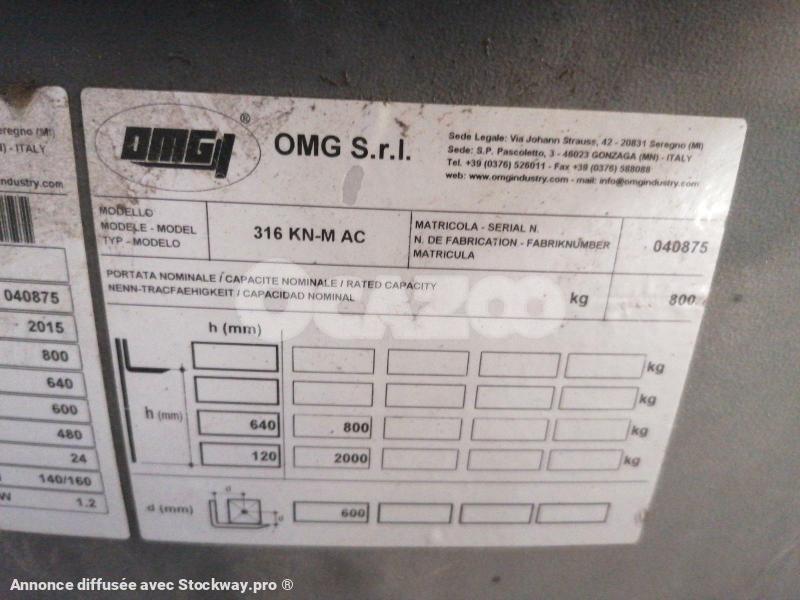 Seregno (MI)
- ITALY
industry.com
040875
2015
800
640
600
480
24
140/160
W 1.2
OMG ®
OMG S.r.l.
Sede Legale: Via Johann Strauss, 42 - 20831 Seregno (MI)
Sede: S.P. Pascoletto, 3 - 46023 GONZAGA (MN) - ITALY
Tel. +39 (0376) 526011 - Fax +39 (0376) 588088
web: www.omgindustry.com - mail: info@omgindustry.com
MODELLO
MODELE - MODEL
TYP - MODELO
316 KN-M AC
MATRICOLA - SERIAL N.
N. DE FABRICATION - FABRIKNUMBER
MATRICULA
040875
PORTATA NOMINALE / CAPACITE NOMINALE / RATED CAPACITY
NENN-TRACFAEHIGKEIT / CAPACIDAD NOMINAL
kg 800
OCAZOO
h (mm)
kg
kg
h (mm)
640 800 kg
120 2000 kg
d
d (mm) d 600
Annonce diffusée avec Stockway.pro ®